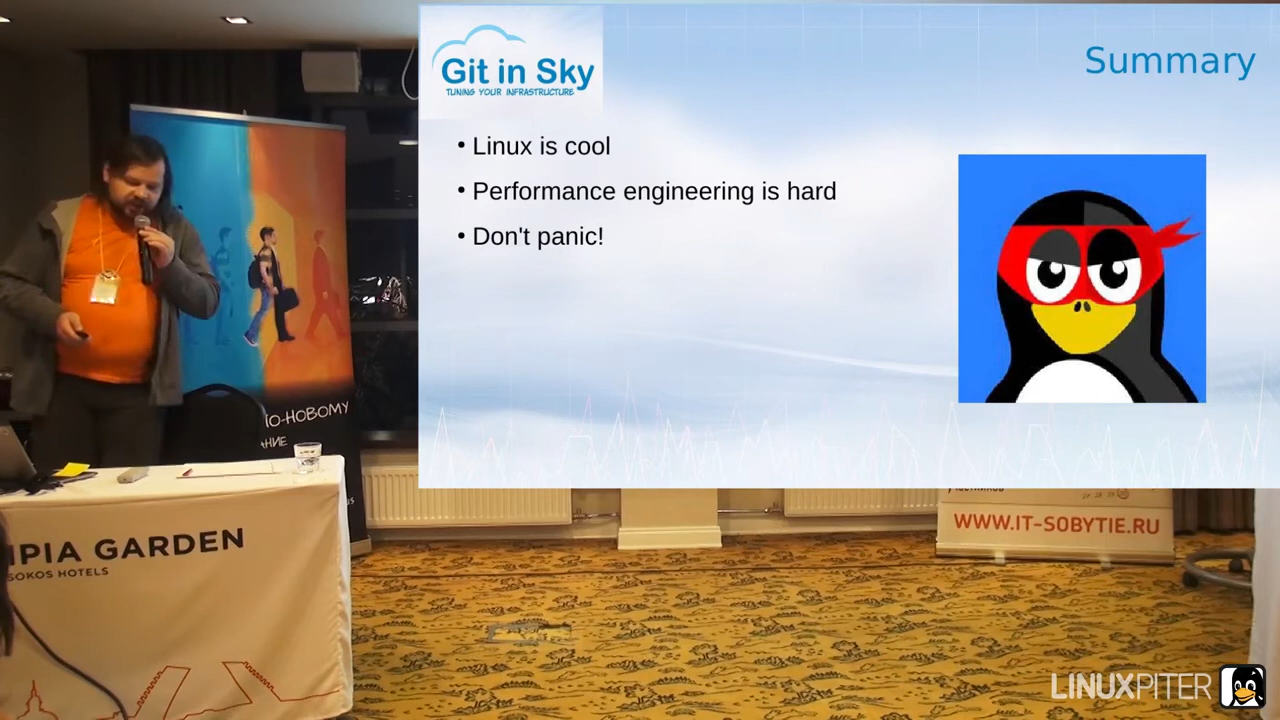 Git in Sky
TUNING YOUR INFRASTRUCTURE
Summary
• Linux is cool
• Performance engineering is hard
• Don't panic!
О-НОВОМУ
АНИЕ
WWW.IT-SOBYTIE.RU
PIA GARDEN
SOKOS HOTELS
LINUXPITER